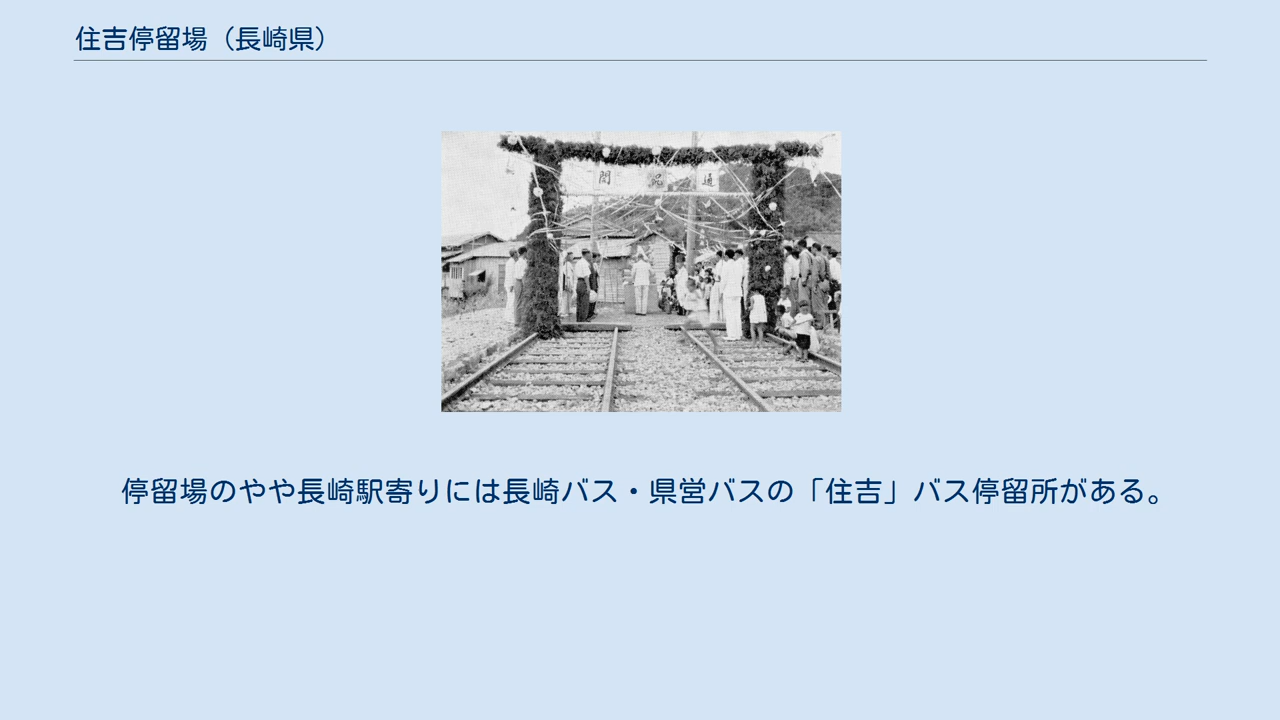 住吉停留場（長崎県）
通
開
停留場のやや長崎駅寄りには長崎バス・県営バスの「住吉」バス停留所がある。